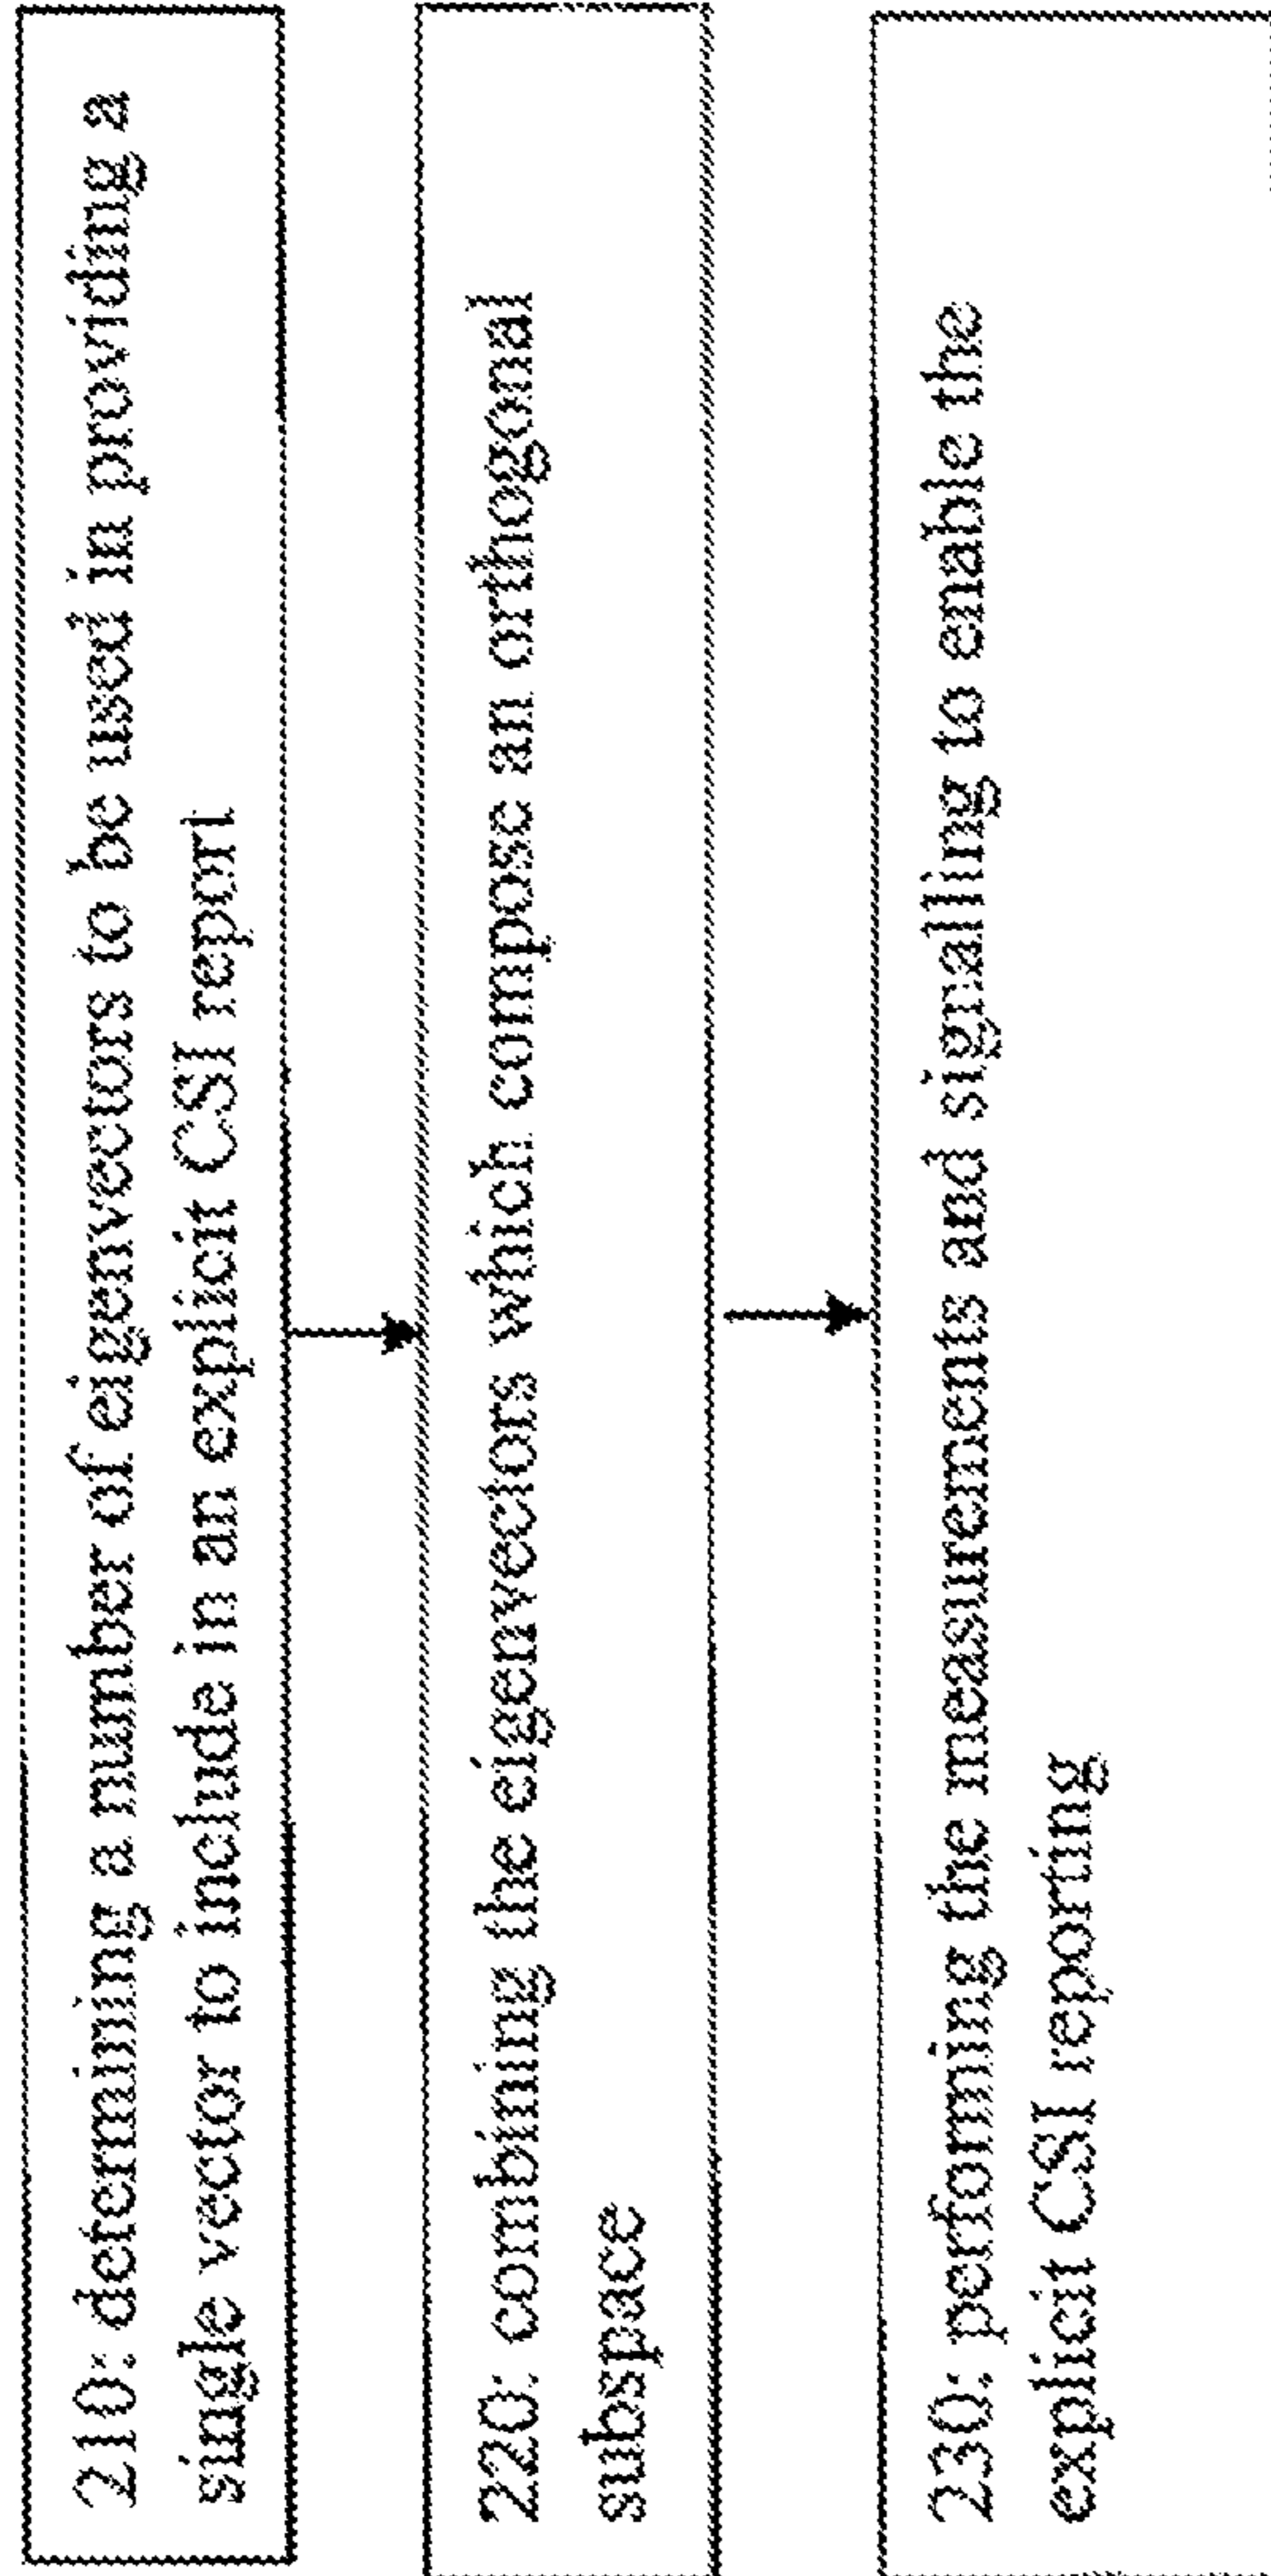 210: determining a number of eigenvectors to be used in providing a
single vector to include in an explicit CSI report
220: combining the eigenvectors which compose an orthogonal
subspace
230: performing the measurements and signalling to enable the
explicit CSI reporting